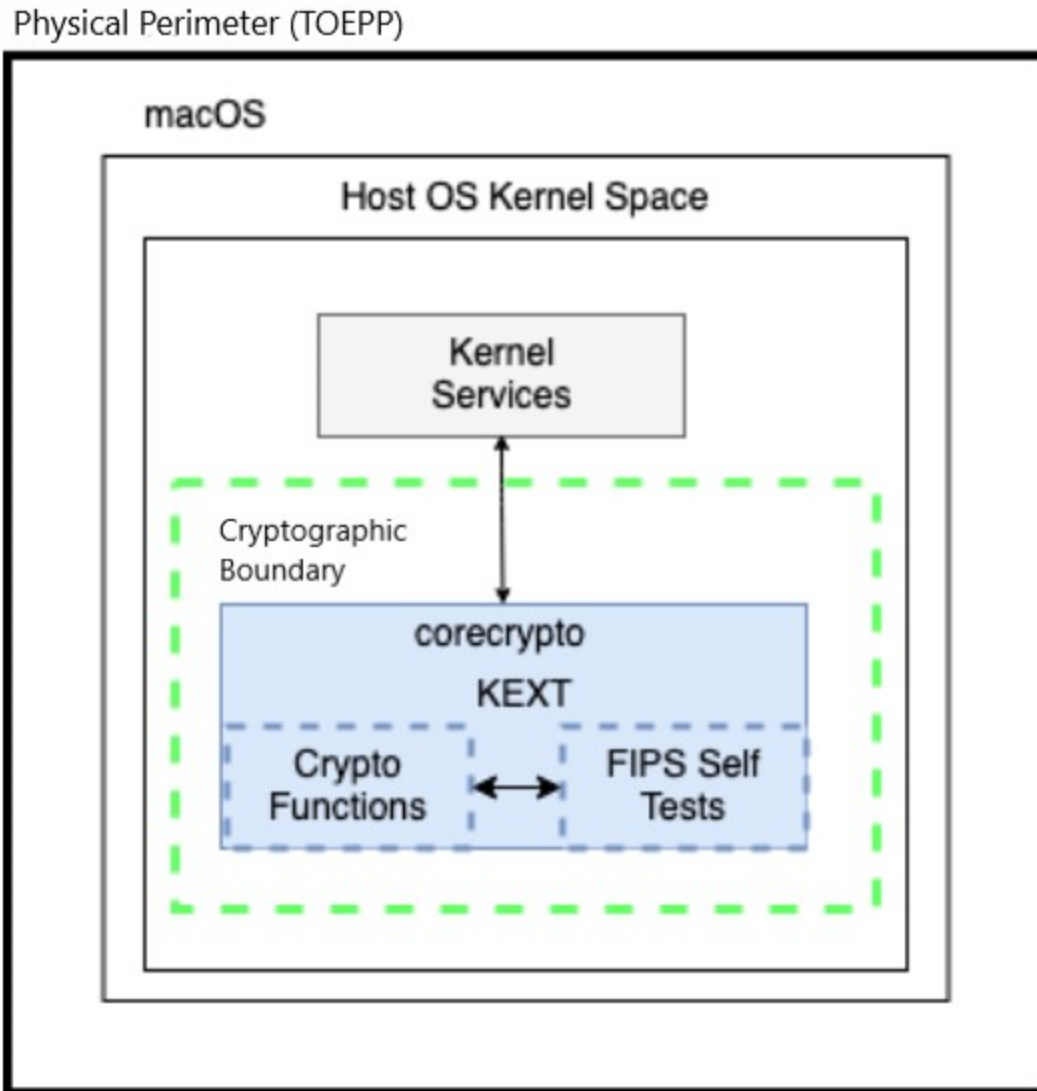 Physical Perimeter (TOEPP)
macOS
Host OS Kernel Space
Kernel
Services
Cryptographic
Boundary
corecrypto
KEXT
Crypto
Functions
FIPS Self
Tests